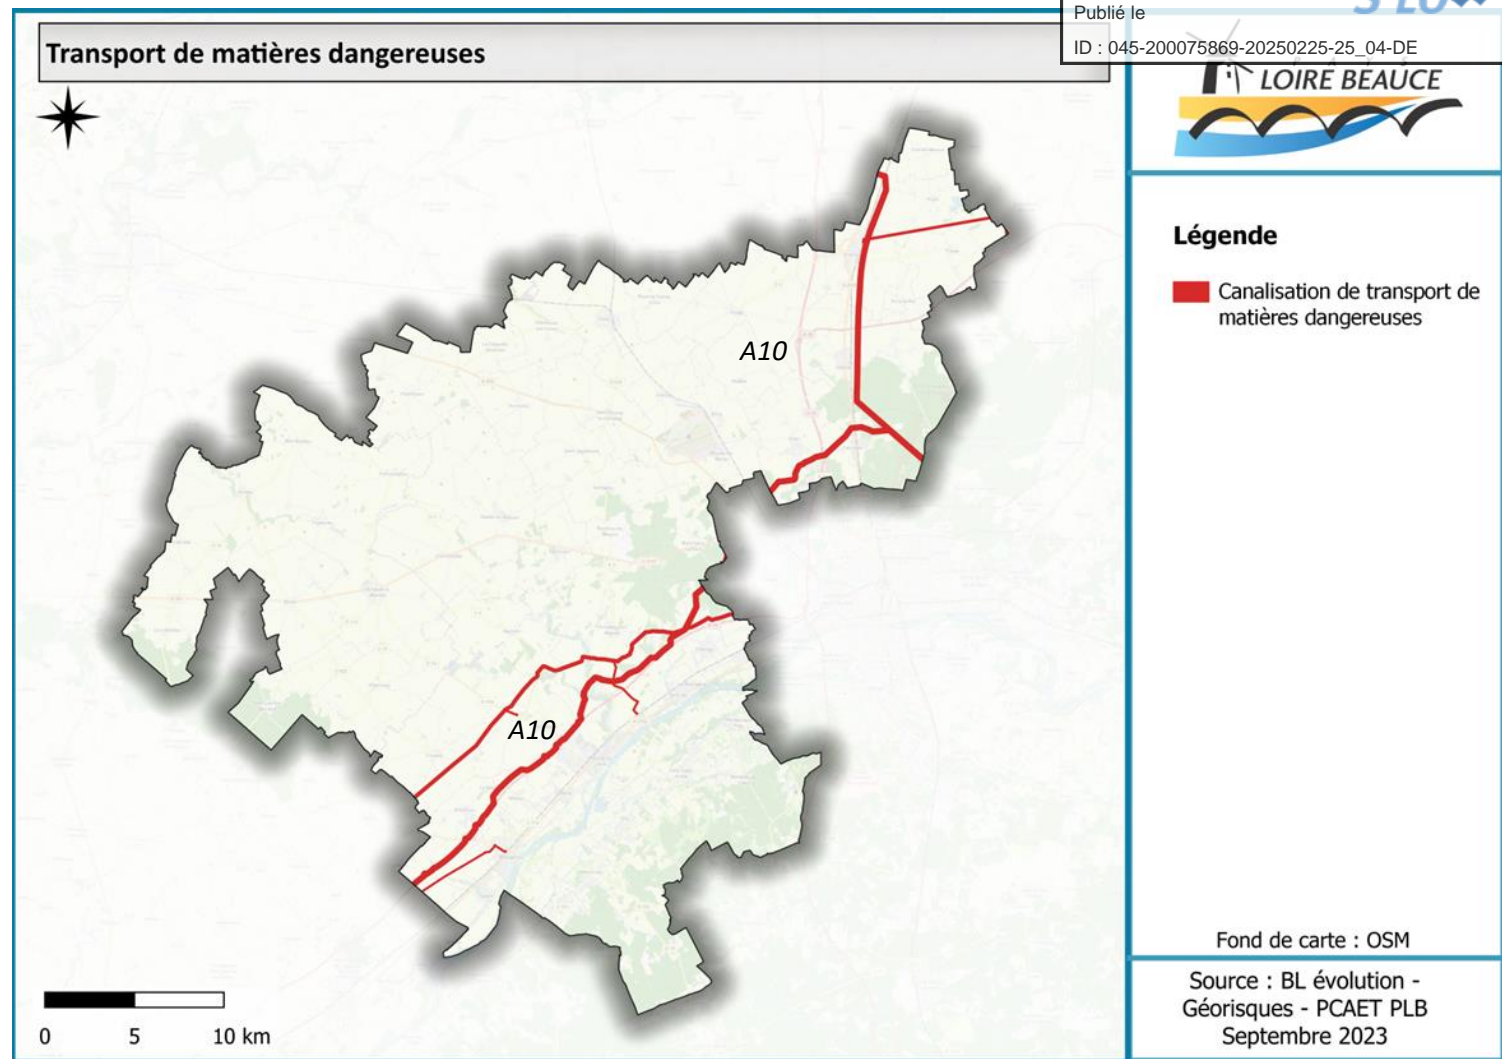 Publié le
ID : 045-200075869-20250225-25_04-DE
Transport de matières dangereuses
PAYS
LOIRE BEAUCE
Légende
Canalisation de transport de
matières dangereuses
A10
A10
0 5 10 km
Fond de carte : OSM
Source : BL évolution -
Géorisques - PCAET PLB
Septembre 2023